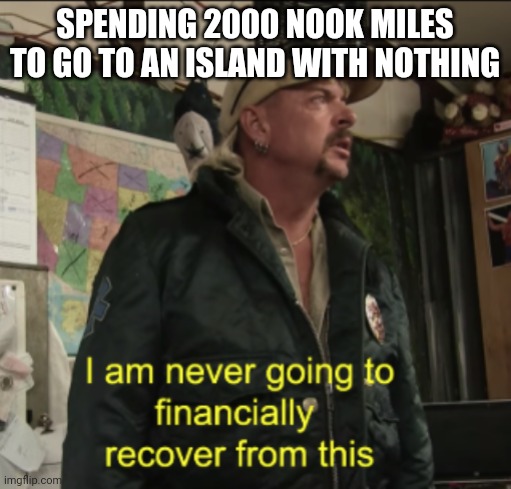 SPENDING 2000 NOOK MILES
TO GO TO AN ISLAND WITH NOTHING
I am never going to
financially
recover from this
imgflip.com